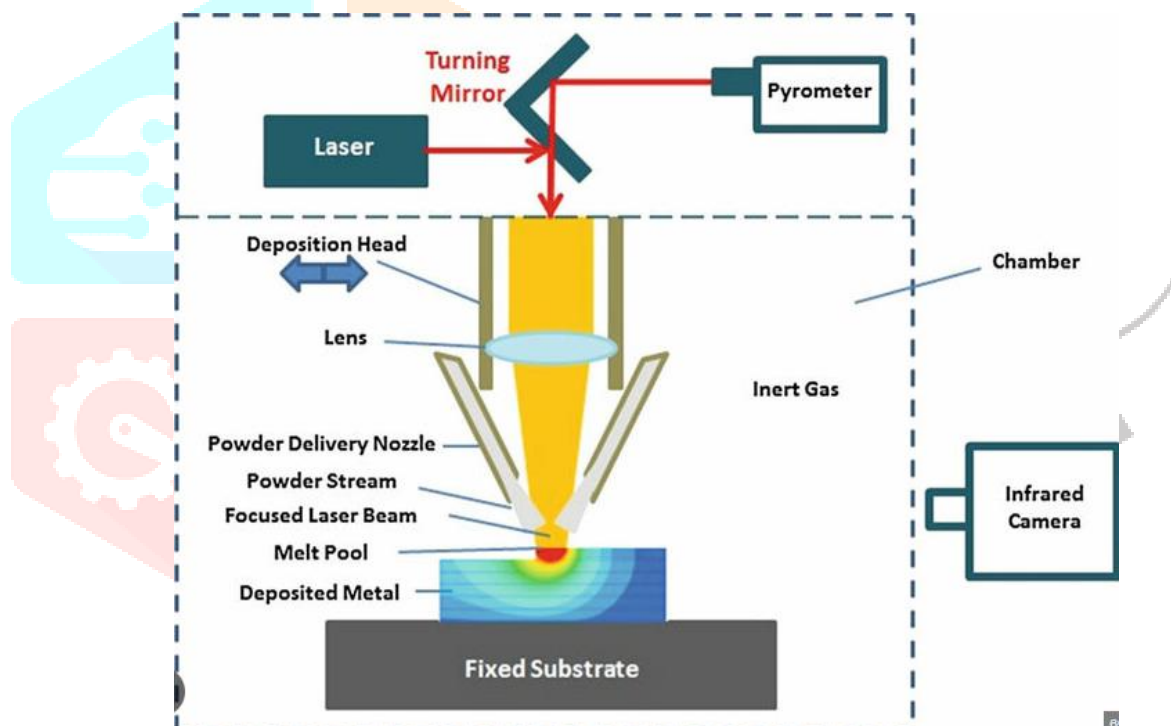 Turning
Mirror
Pyrometer
Laser
Deposition Head
Chamber
Lens
Inert Gas
Powder Delivery Nozzle
Powder Stream
Infrared
Camera
Focused Laser Beam
Melt Pool
Deposited Metal
Fixed Substrate